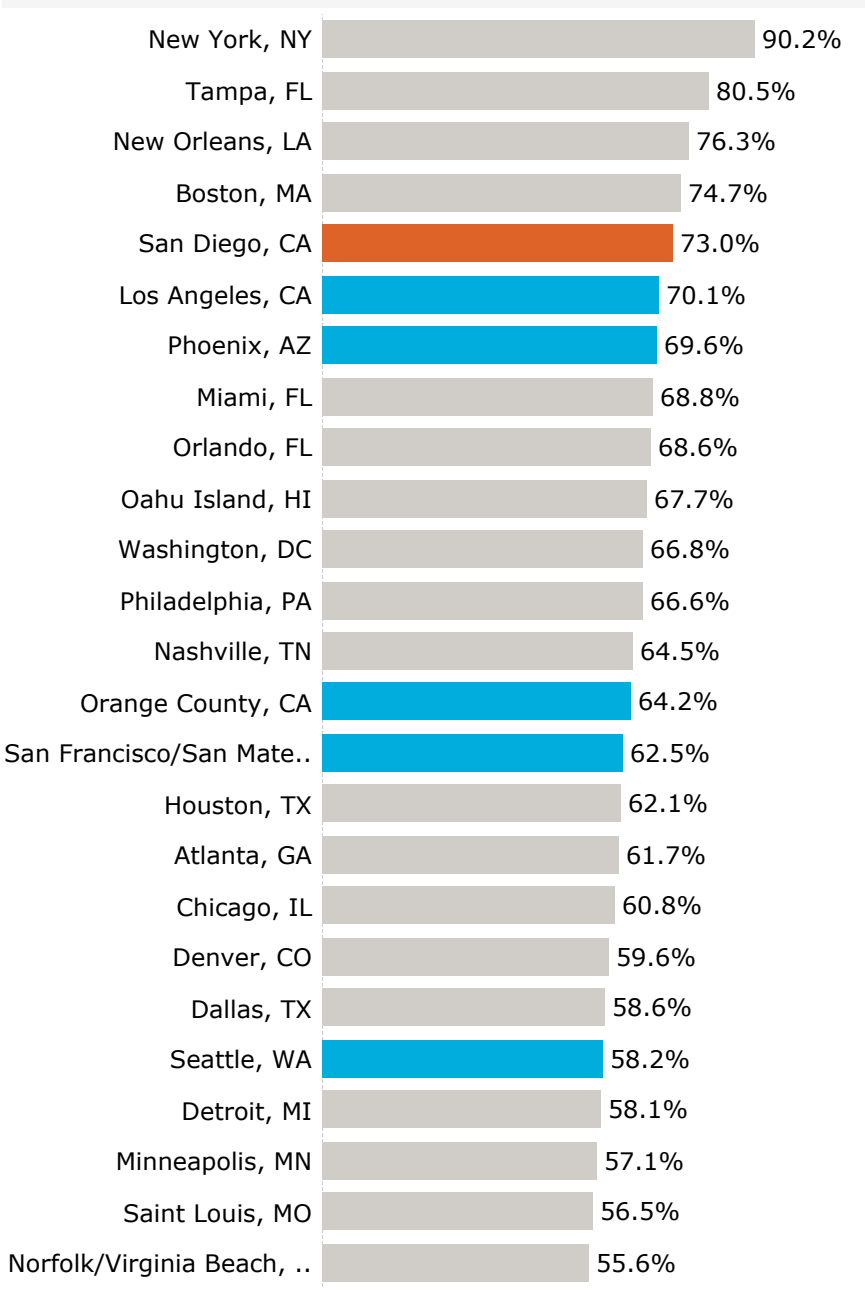 New York, NY 90.2%
Tampa, FL 80.5%
New Orleans, LA 76.3%
Boston, MA 74.7%
San Diego, CA 73.0%
Los Angeles, CA 70.1%
Phoenix, AZ 69.6%
Miami, FL 68.8%
Orlando, FL 68.6%
Oahu Island, HI 67.7%
Washington, DC 66.8%
Philadelphia, PA 66.6%
Nashville, TN 64.5%
Orange County, CA 64.2%
San Francisco/San Mate.. 62.5%
Houston, TX 62.1%
Atlanta, GA 61.7%
Chicago, IL 60.8%
Denver, CO 59.6%
Dallas, TX 58.6%
Seattle, WA 58.2%
Detroit, MI 58.1%
Minneapolis, MN 57.1%
Saint Louis, MO 56.5%
Norfolk/Virginia Beach, .. 55.6%